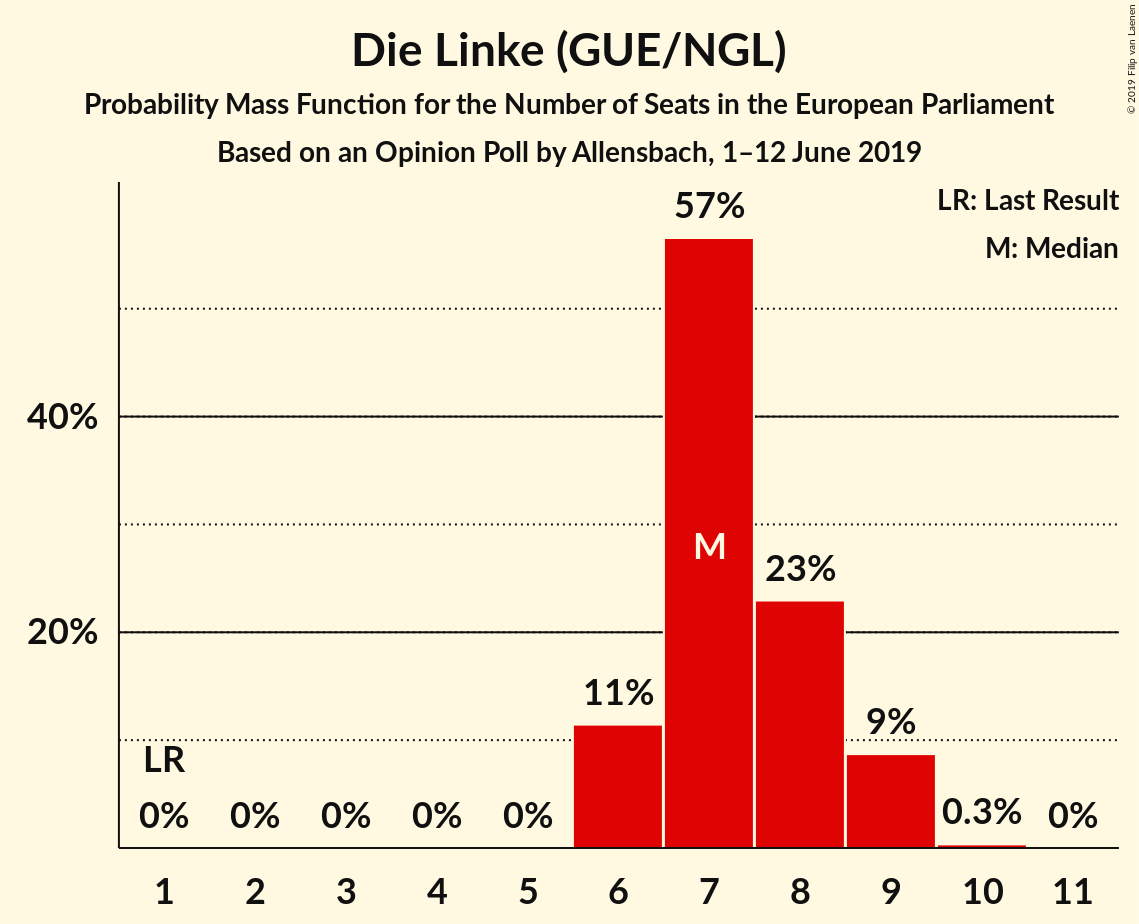 Die Linke (GUE/NGL)
Probability Mass Function for the Number of Seats in the European Parliament
Based on an Opinion Poll by Allensbach, 1–12 June 2019
© 2019 Filip van Laenen
LR: Last Result
M: Median
57%
40%
M
23%
20%
11%
9%
LR
0% 0% 0% 0% 0% 0.3% 0%
1 2 3 4 5 6 7 8 9 10 11